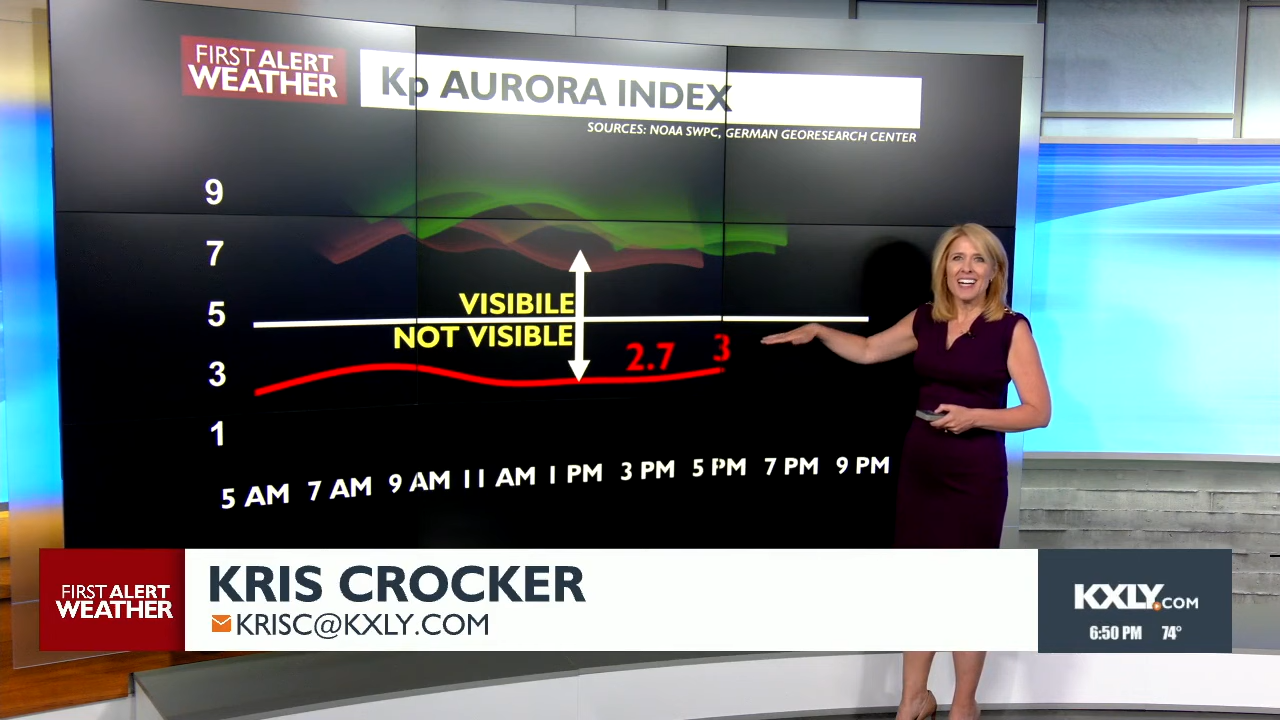 FIRST ALERT
WEATHER
Kp AURORA INDEX
SOURCES: NOAA SWPC, GERMAN GEORESEARCH CENTER
9
7
5
3
1
VISIBILE
NOT VISIBLE
2.7
3
5 AM 7 AM 9 AM 11 AM 1 PM 3 PM 5 PM 7 PM 9 PM
FIRST ALERT
WEATHER
KRIS CROCKER
KRISC@KXLY.COM
KXLY.COM
6:50 PM 74°